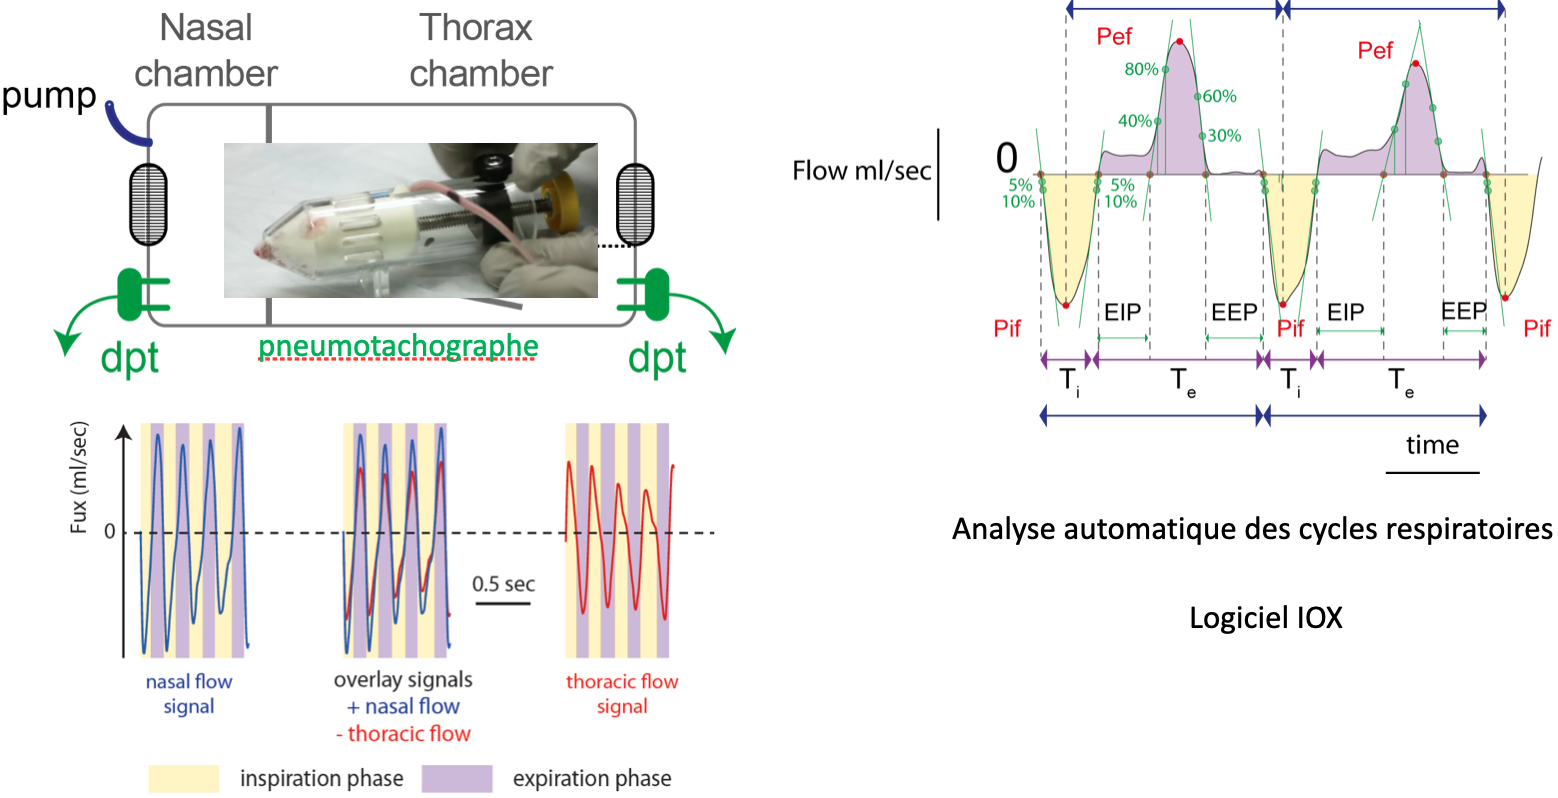 Nasal
chamber
Thorax
chamber
pump
dpt
pneumotachographe
dpt
Fux (ml/sec)
0
0.5 sec
nasal flow
signal
overlay signals
+ nasal flow
- thoracic flow
thoracic flow
signal
inspiration phase
expiration phase
Flow ml/sec
0
Pef
Pef
80%
60%
40%
30%
5%
10%
5%
10%
EIP
EEP
EIP
EEP
Pif
Pif
Pif
Ti
Te
Ti
Te
time
Analyse automatique des cycles respiratoires
Logiciel IOX